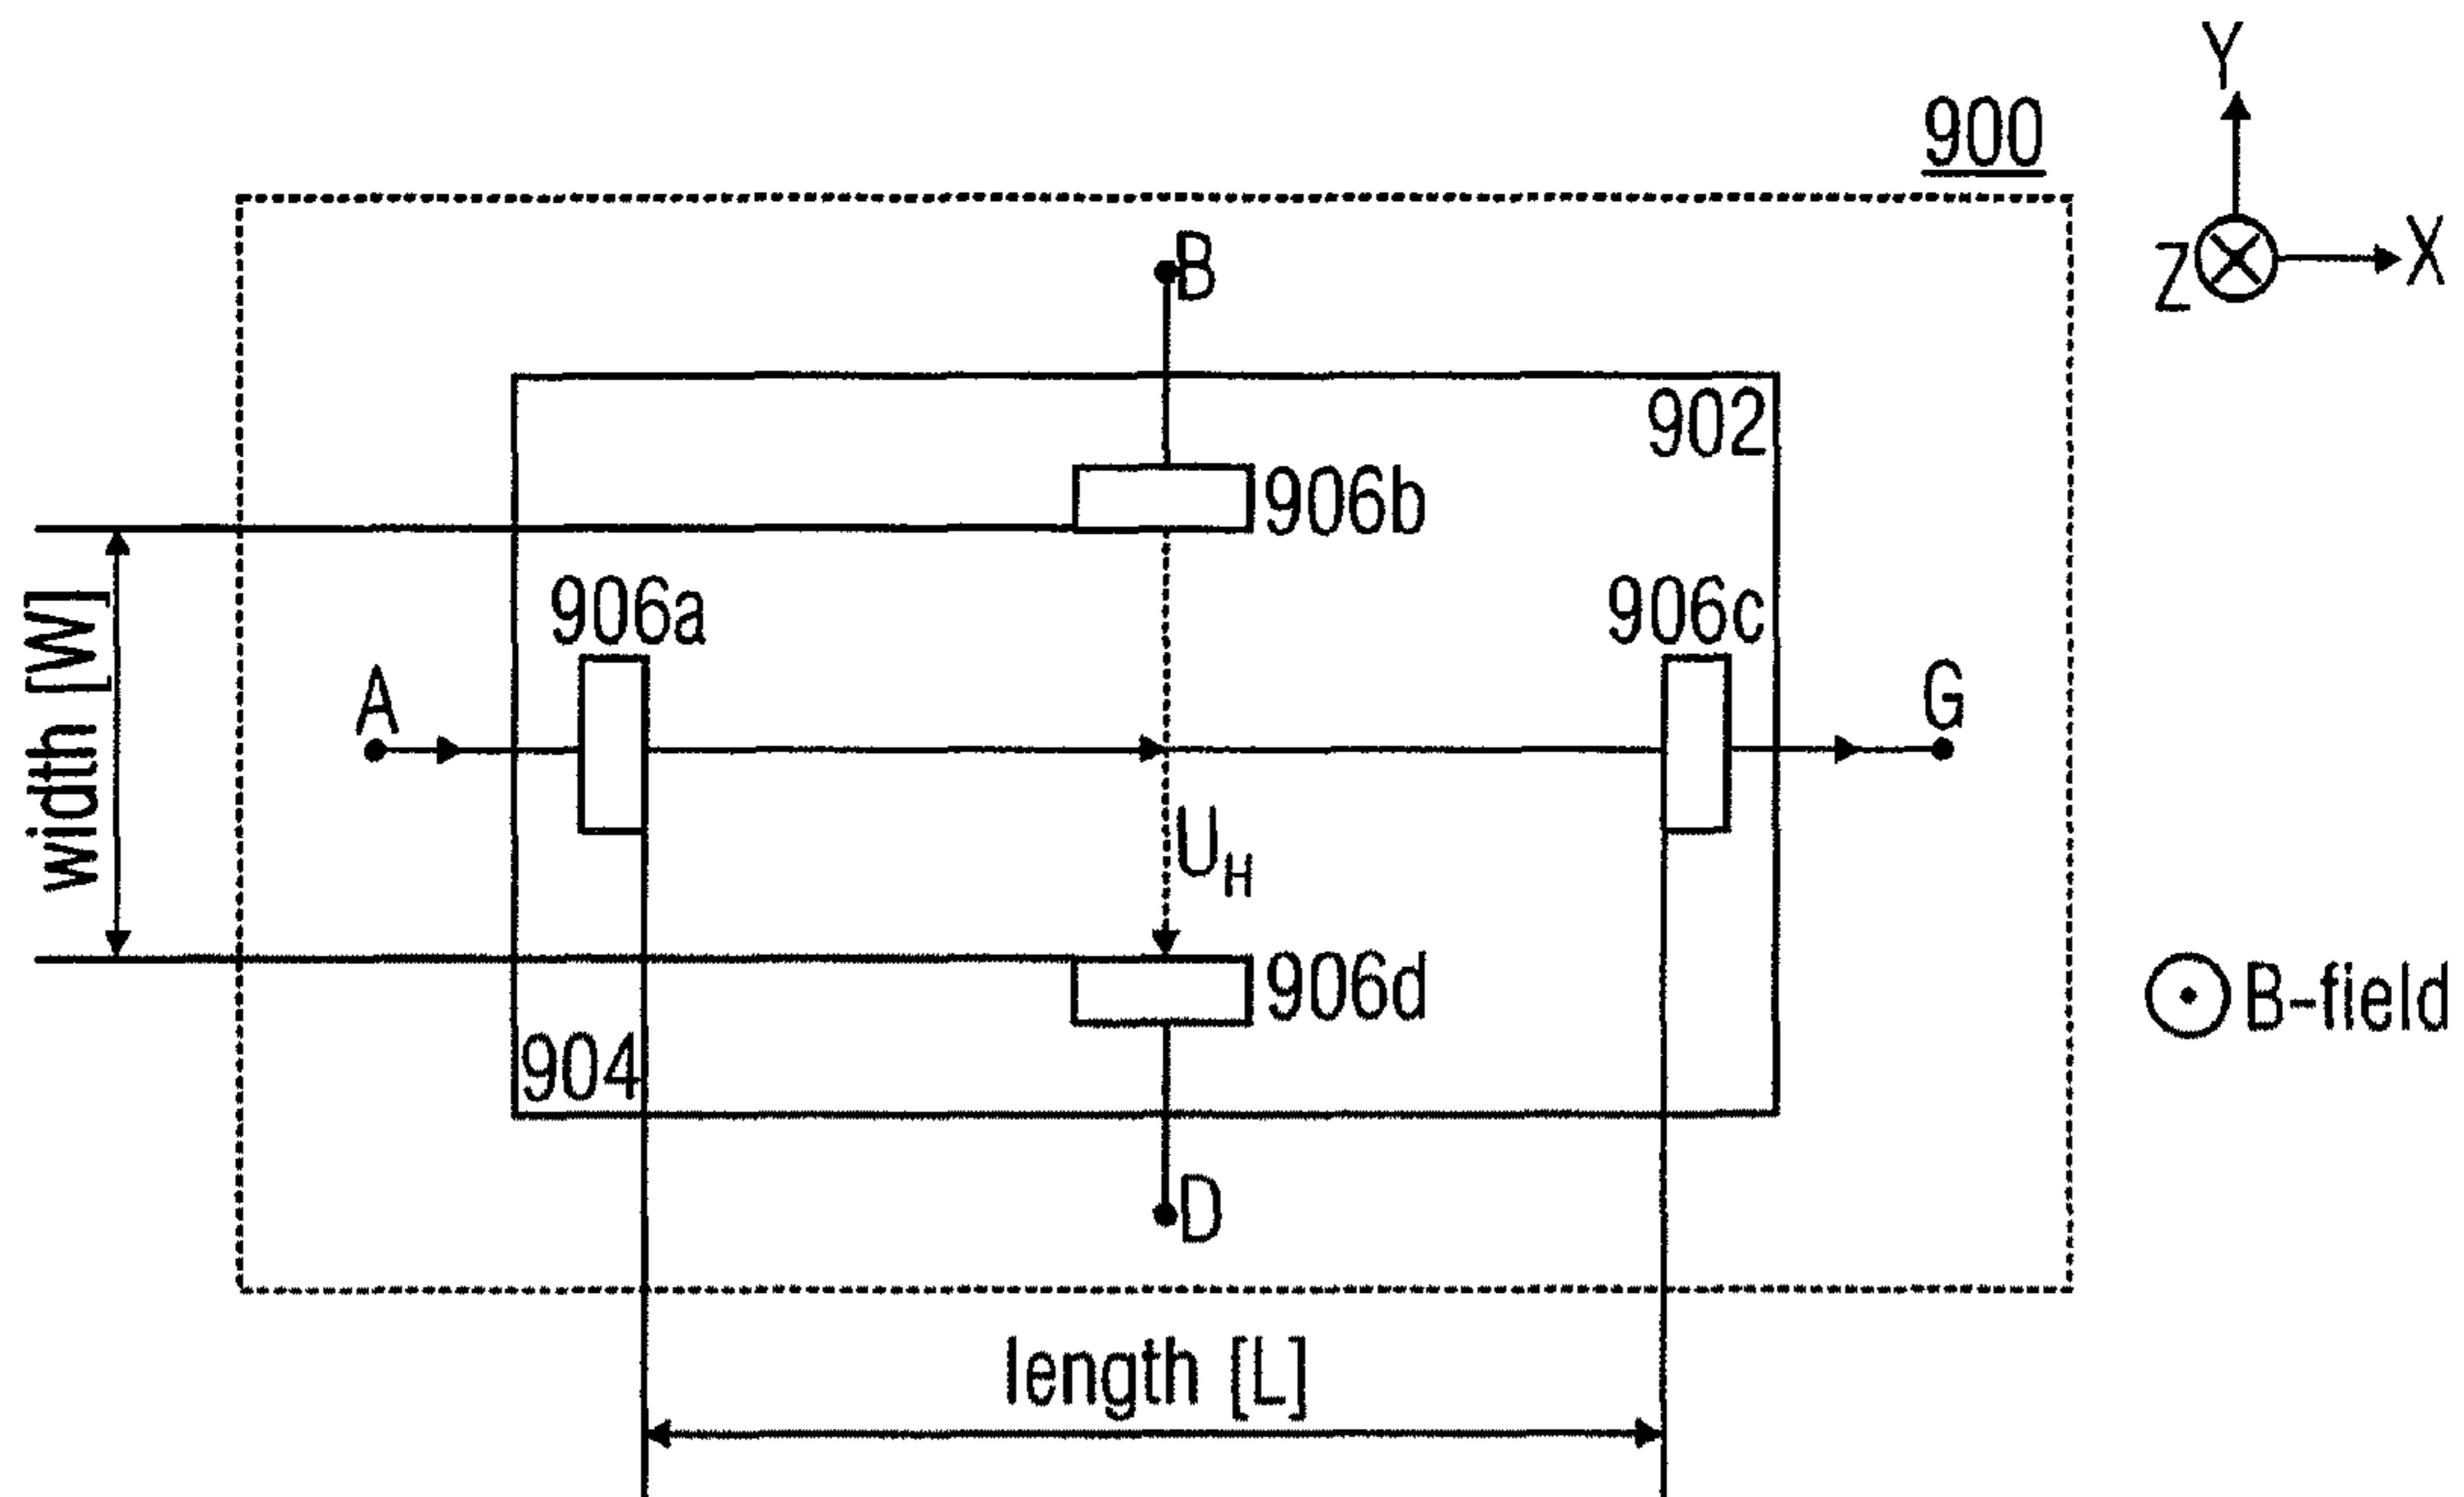 Y
900
X
Z
B
902
906b
906a
906c
width [W]
A
G
U_H
906d
B-field
904
D
length [L]